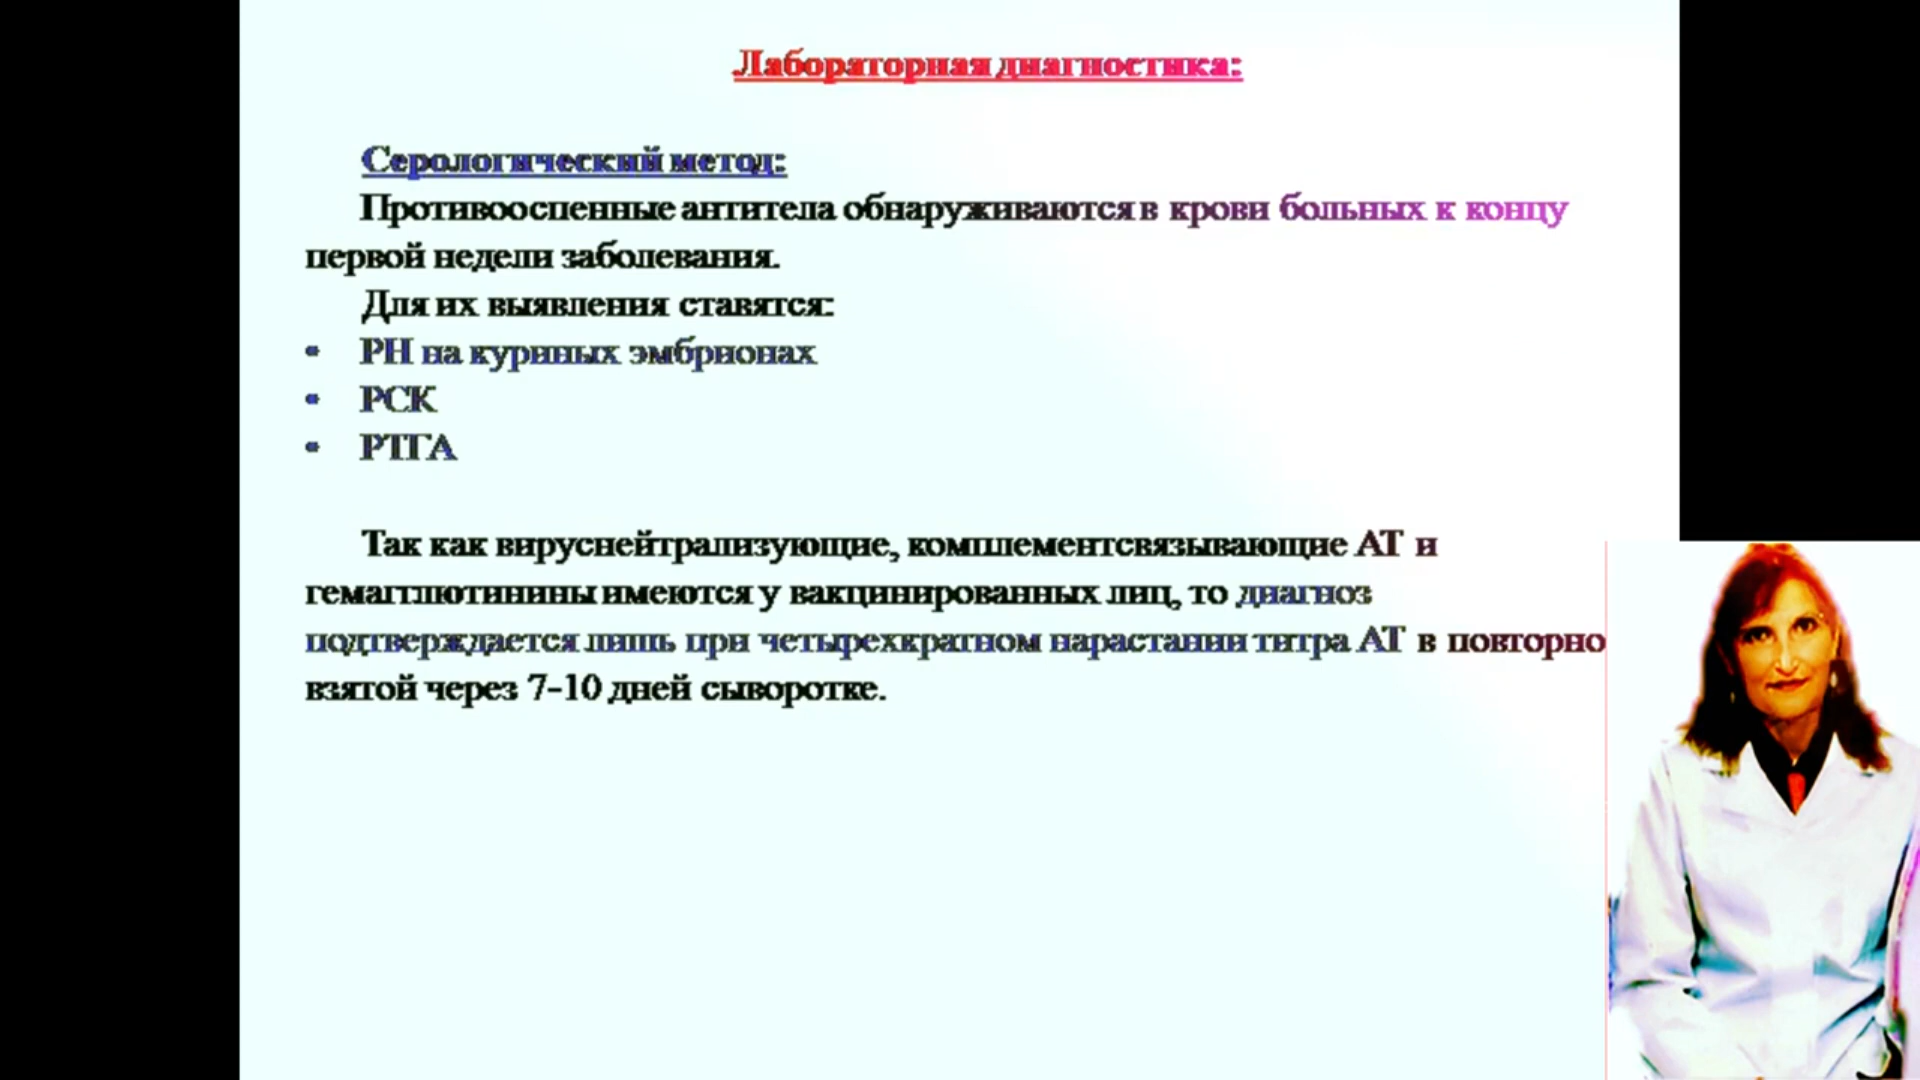 Лабораторная диагностика:
Серологический метод:
Противооспенные антитела обнаруживаются в крови больных к концу
первой недели заболевания.
Для их выявления ставятся:
• РН на куриных эмбрионах
• РСК
• РТГА
Так как вируснейтрализующие, комплементсвязывающие АТ и
гемагглютинины имеются у вакцинированных лиц, то диагноз
подтверждается лишь при четырехкратном нарастании титра АТ в повторно
взятой через 7-10 дней сыворотке.